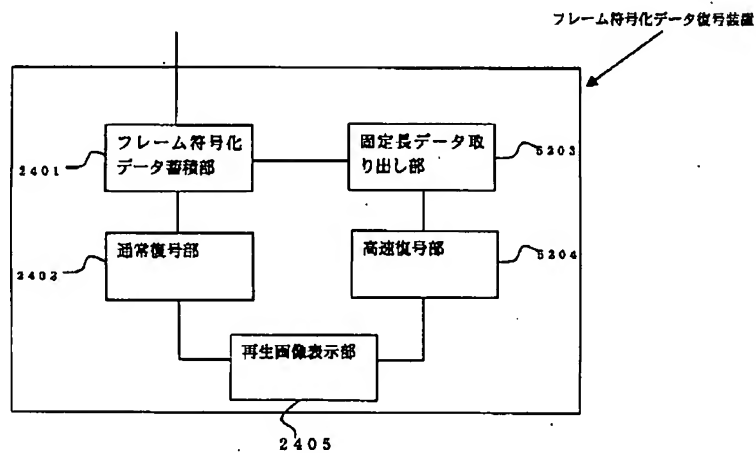 フレーム符号化データ復号装置
フレーム符号化
データ蓄積部
固定長データ取
り出し部
2401
5203
通常復号部
高速復号部
2402
5204
再生画像表示部
2405